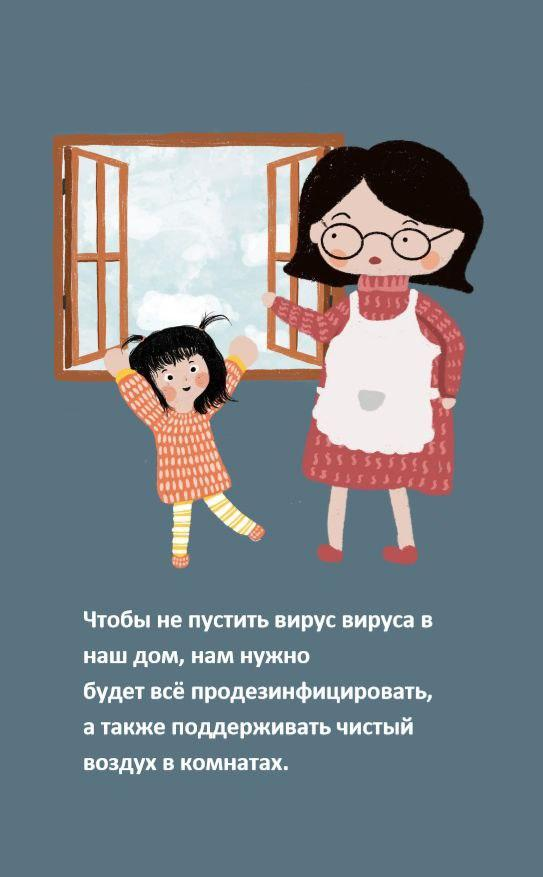 Чтобы не пустить вирус вируса в
наш дом, нам нужно
будет всё продезинфицировать,
а также поддерживать чистый
воздух в комнатах.